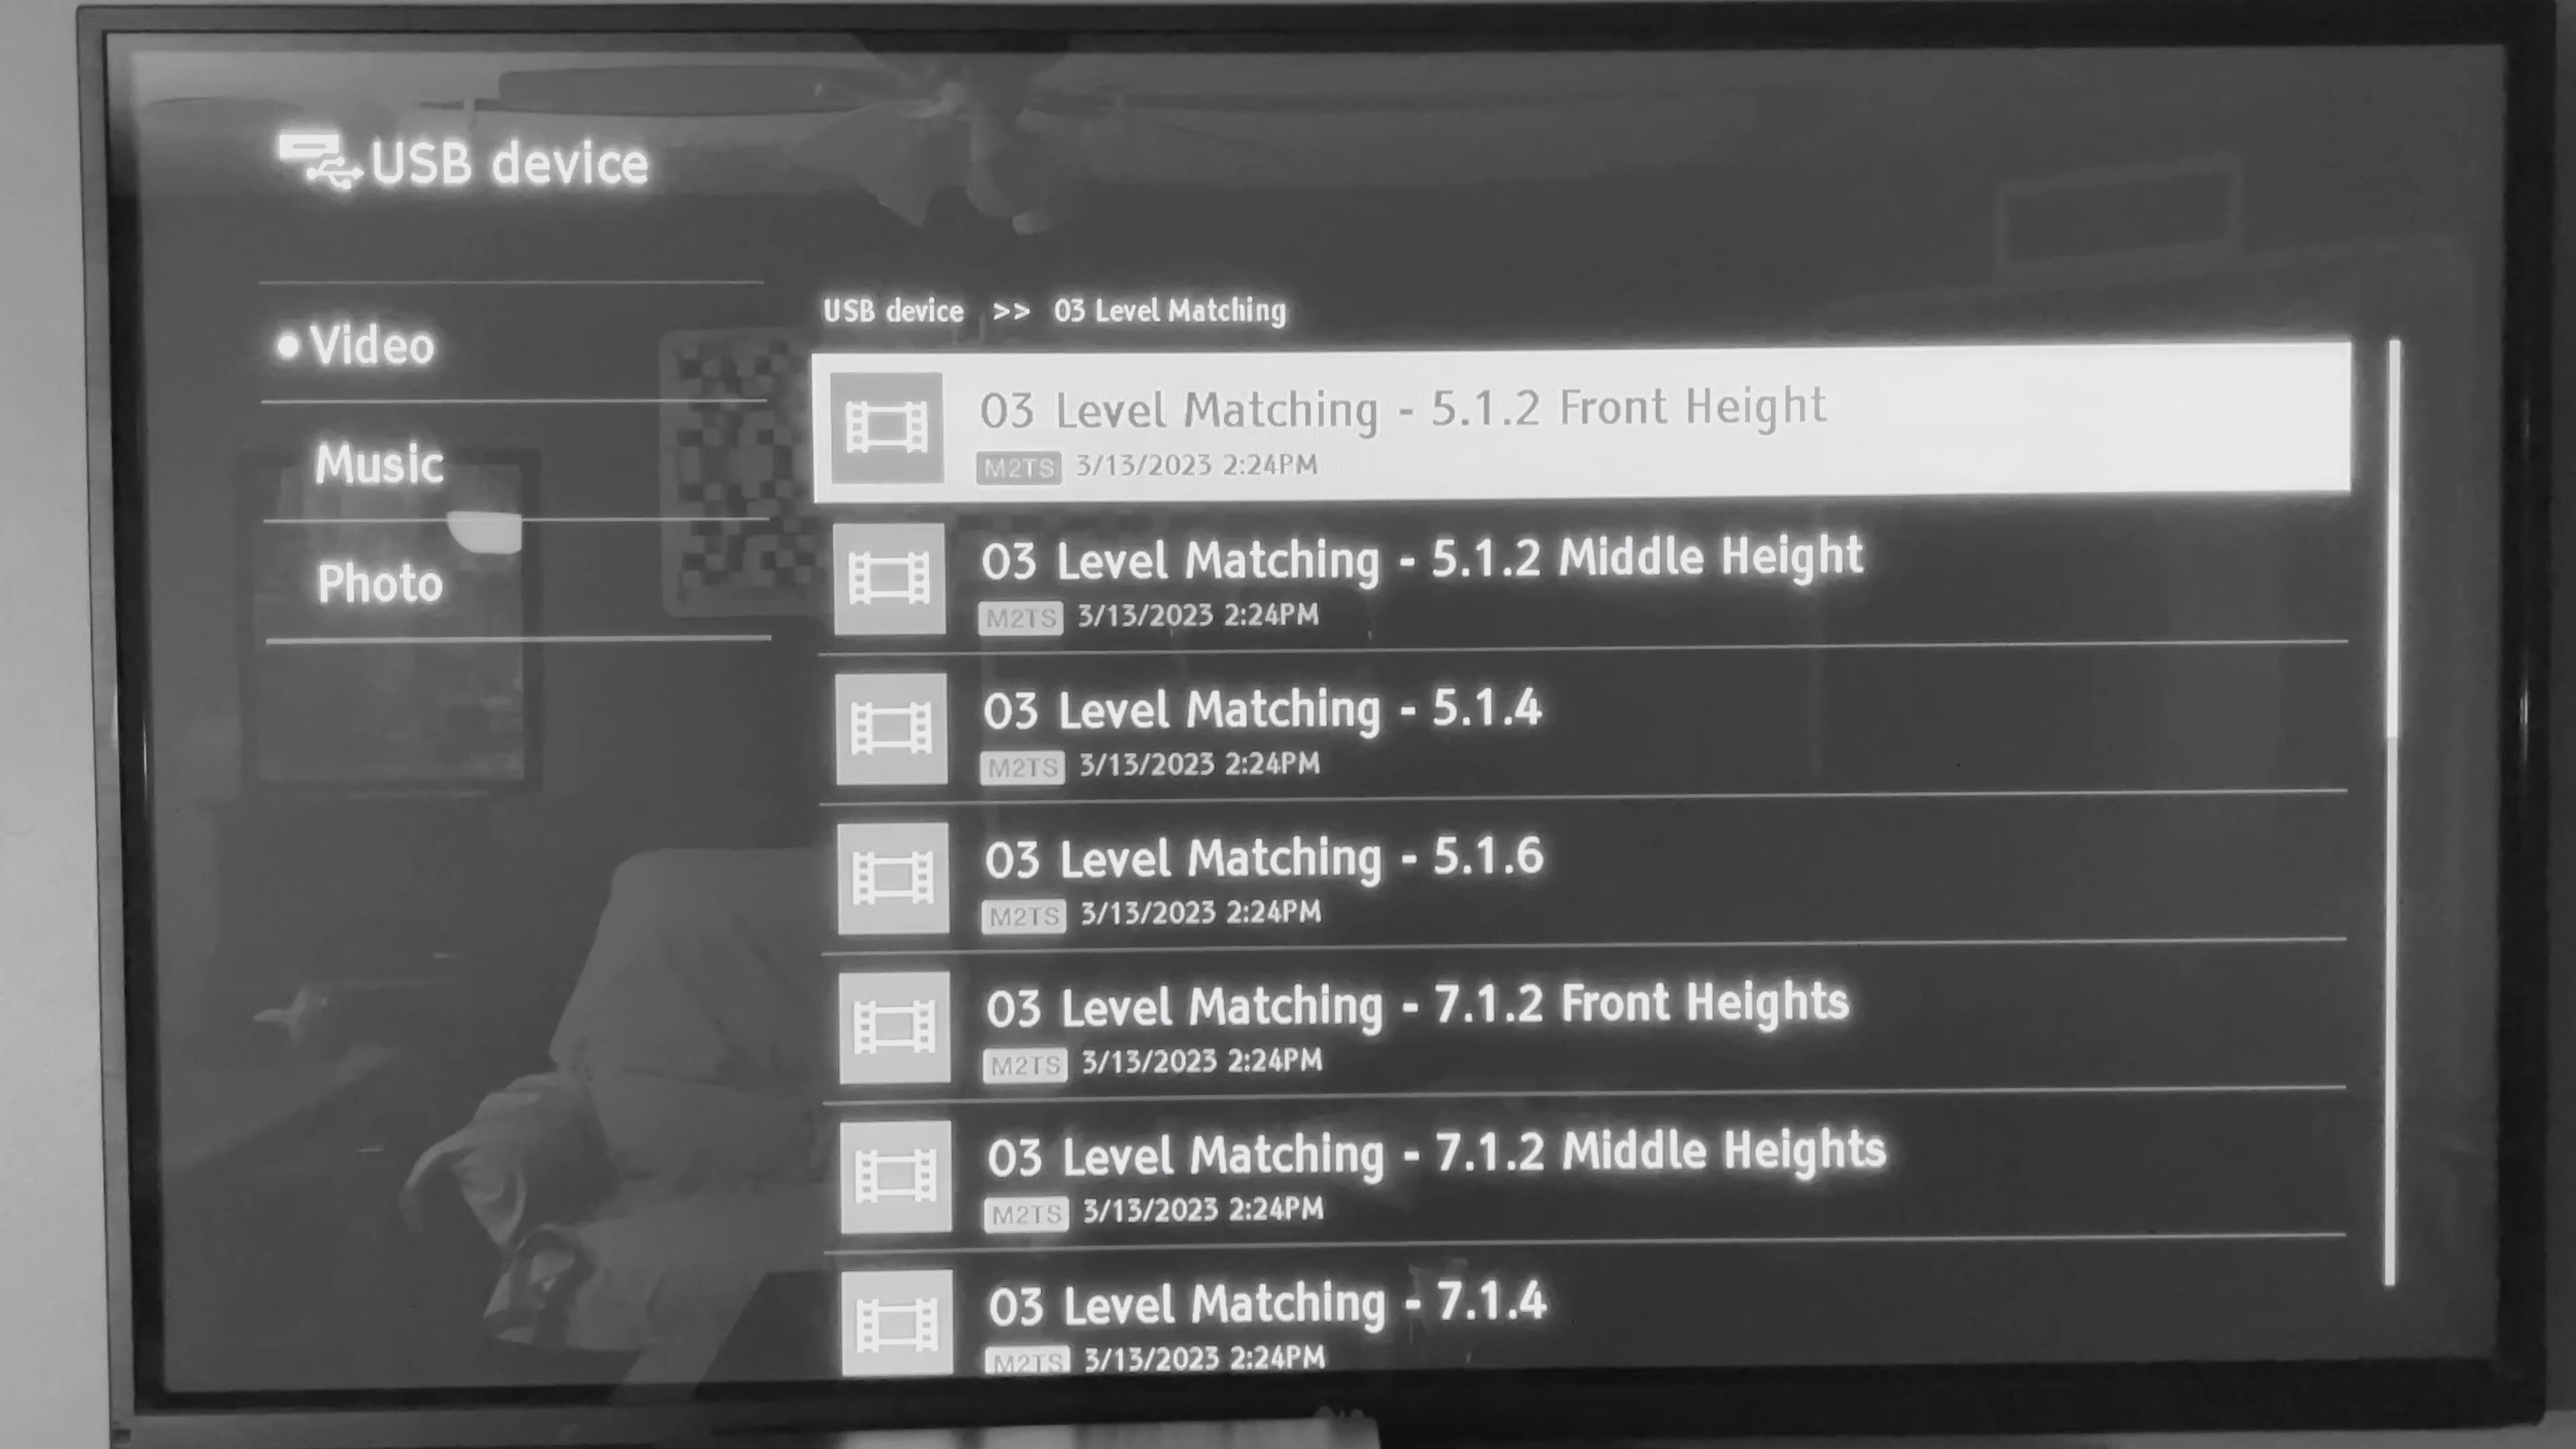 USB device
Video
Music
Photo
USB device >> 03 Level Matching
03 Level Matching - 5.1.2 Front Height
M2TS 3/13/2023 2:24PM
03 Level Matching - 5.1.2 Middle Height
M2TS 3/13/2023 2:24PM
03 Level Matching - 5.1.4
M2TS 3/13/2023 2:24PM
03 Level Matching - 5.1.6
M2TS 3/13/2023 2:24PM
03 Level Matching - 7.1.2 Front Heights
M2TS 3/13/2023 2:24PM
03 Level Matching - 7.1.2 Middle Heights
M2TS 3/13/2023 2:24PM
03 Level Matching - 7.1.4
M2TS 3/13/2023 2:24PM